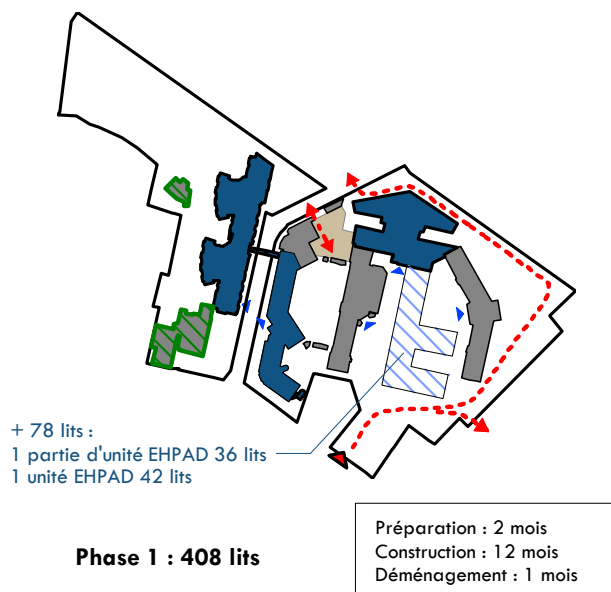 + 78 lits :
1 partie d'unité EHPAD 36 lits
1 unité EHPAD 42 lits
Phase 1 : 408 lits
Préparation : 2 mois
Construction : 12 mois
Déménagement : 1 mois